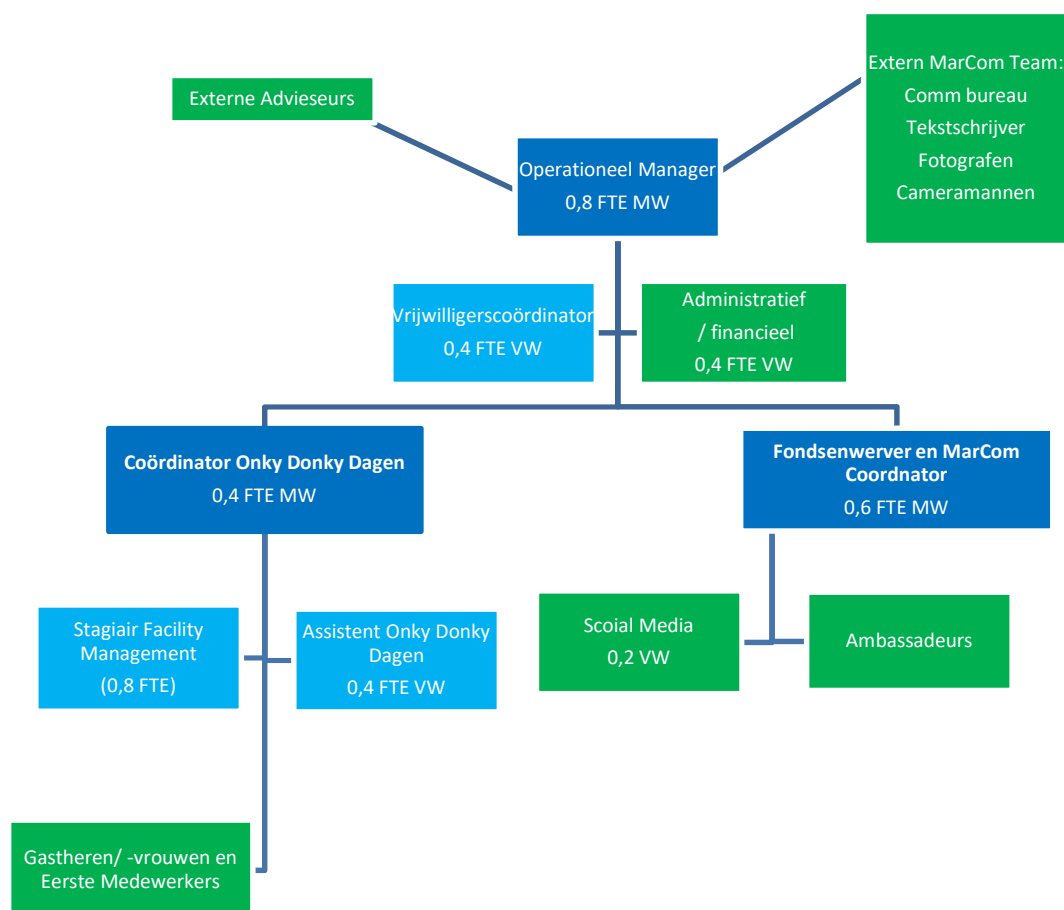 Externe Advieseurs
Extern MarCom Team:
Comm bureau
Tekstschrijver
Fotografen
Cameramannen
Operationeel Manager
0,8 FTE MW
Vrijwilligerscoördinator
0,4 FTE VW
Administratief
/ financieel
0,4 FTE VW
Coördinator Onky Donky Dagen
0,4 FTE MW
Fondsenwerver en MarCom
Coordnator
0,6 FTE MW
Stagiair Facility
Management
(0,8 FTE)
Assistent Onky Donky
Dagen
0,4 FTE VW
Scoial Media
0,2 VW
Ambassadeurs
Gastheren/ -vrouwen en
Eerste Medewerkers